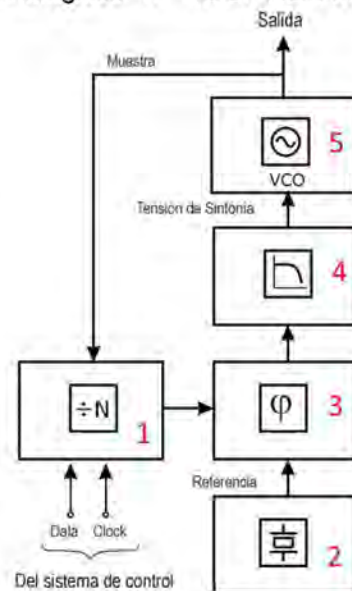 Salida
Muestra
5
VCO
Tensión de Sintonía
4
÷N
1
φ
3
Referencia
2
Data Clock
Del sistema de control